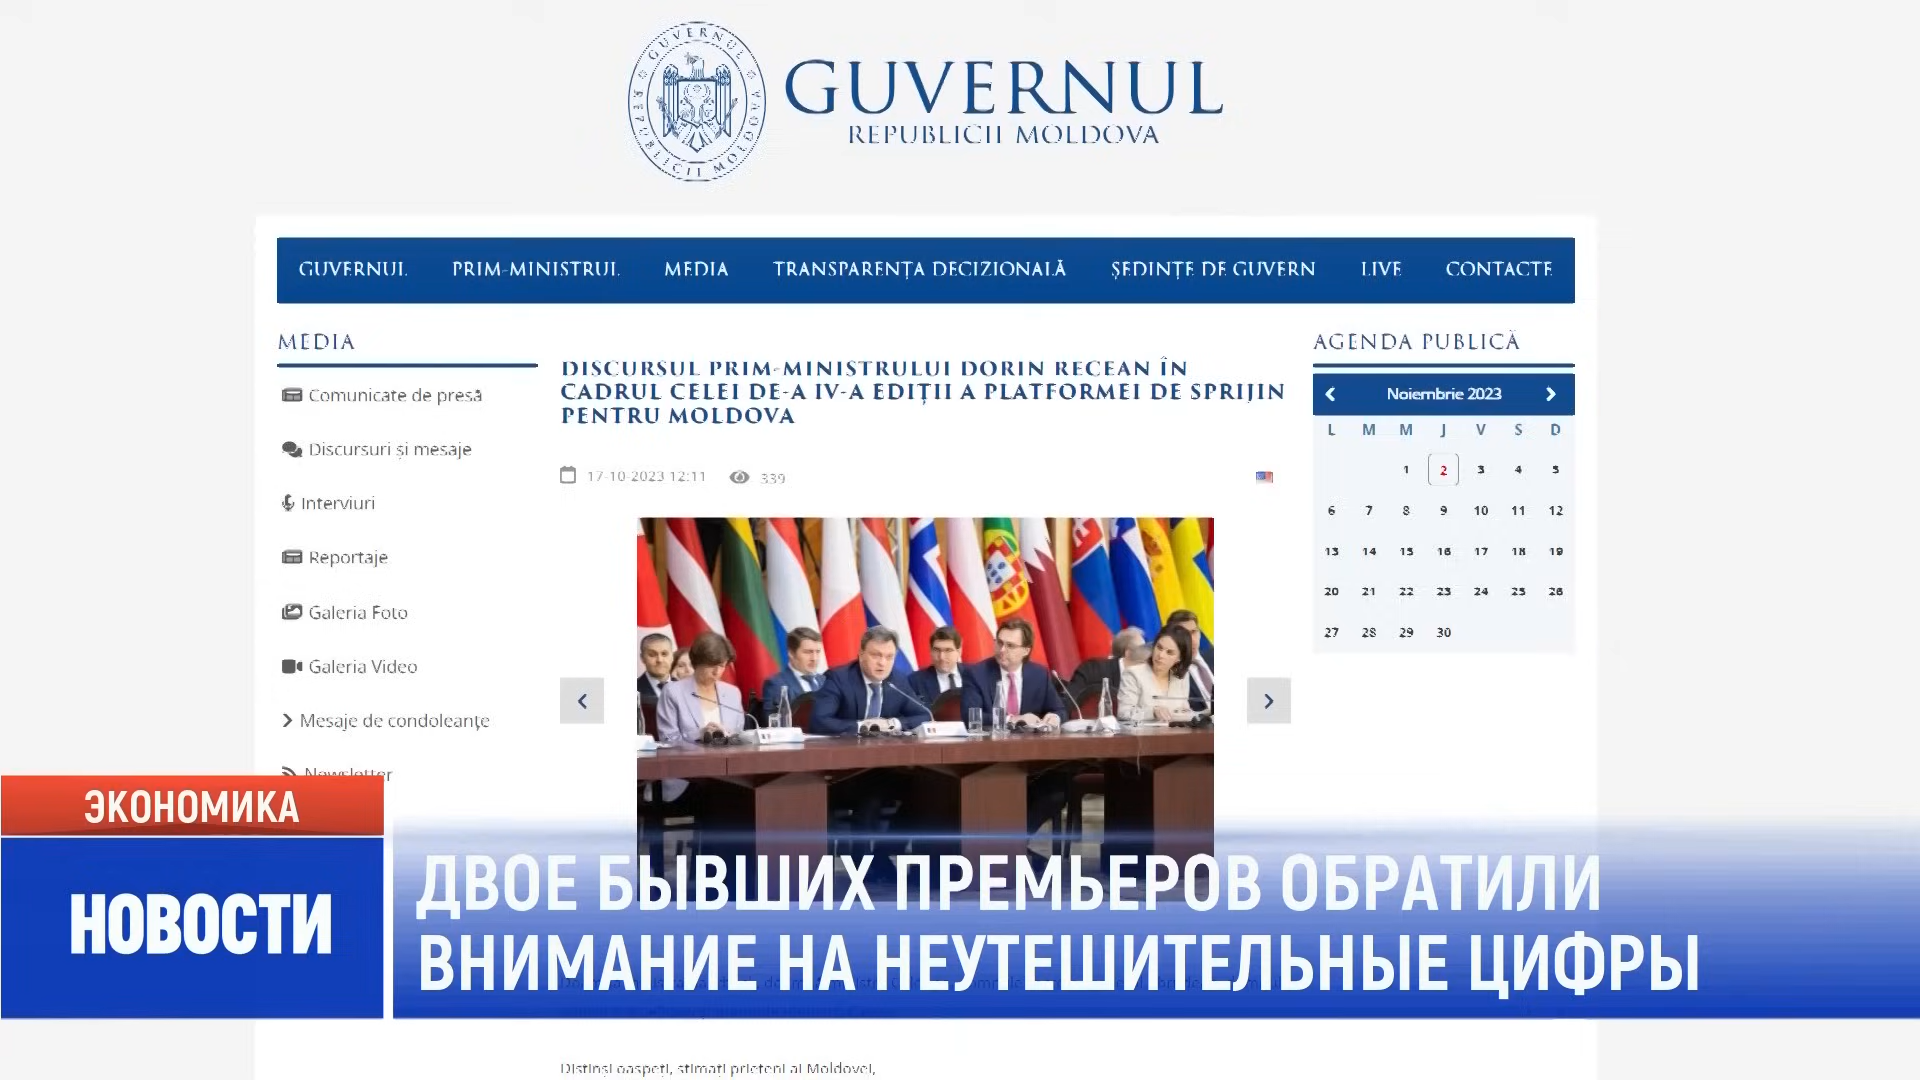 GUVERNUL
REPUBLICII MOLDOVA
GUVERNUL REPUBLICII MOLDOVA
GUVERNUL PRIM-MINISTRUL MEDIA TRANSPARENȚA DECIZIONALĂ ȘEDINȚE DE GUVERN LIVE CONTACTE
MEDIA
Comunicate de presă
Discursuri și mesaje
Interviuri
Reportaje
Galeria Foto
Galeria Video
Mesaje de condoleanțe
Newsletter
DISCURSUL PRIM-MINISTRULUI DORIN RECEAN ÎN
CADRUL CELEI DE-A IV-A EDIȚII A PLATFORMEI DE SPRIJIN
PENTRU MOLDOVA
17-10-2023 12:11 339
AGENDA PUBLICĂ
Noiembrie 2023
L M M J V S D
1 2 3 4 5
6 7 8 9 10 11 12
13 14 15 16 17 18 19
20 21 22 23 24 25 26
27 28 29 30
ЭКОНОМИКА
НОВОСТИ
ДВОЕ БЫВШИХ ПРЕМЬЕРОВ ОБРАТИЛИ
ВНИМАНИЕ НА НЕУТЕШИТЕЛЬНЫЕ ЦИФРЫ
Distinși oaspeți, stimați prieteni ai Moldovei,